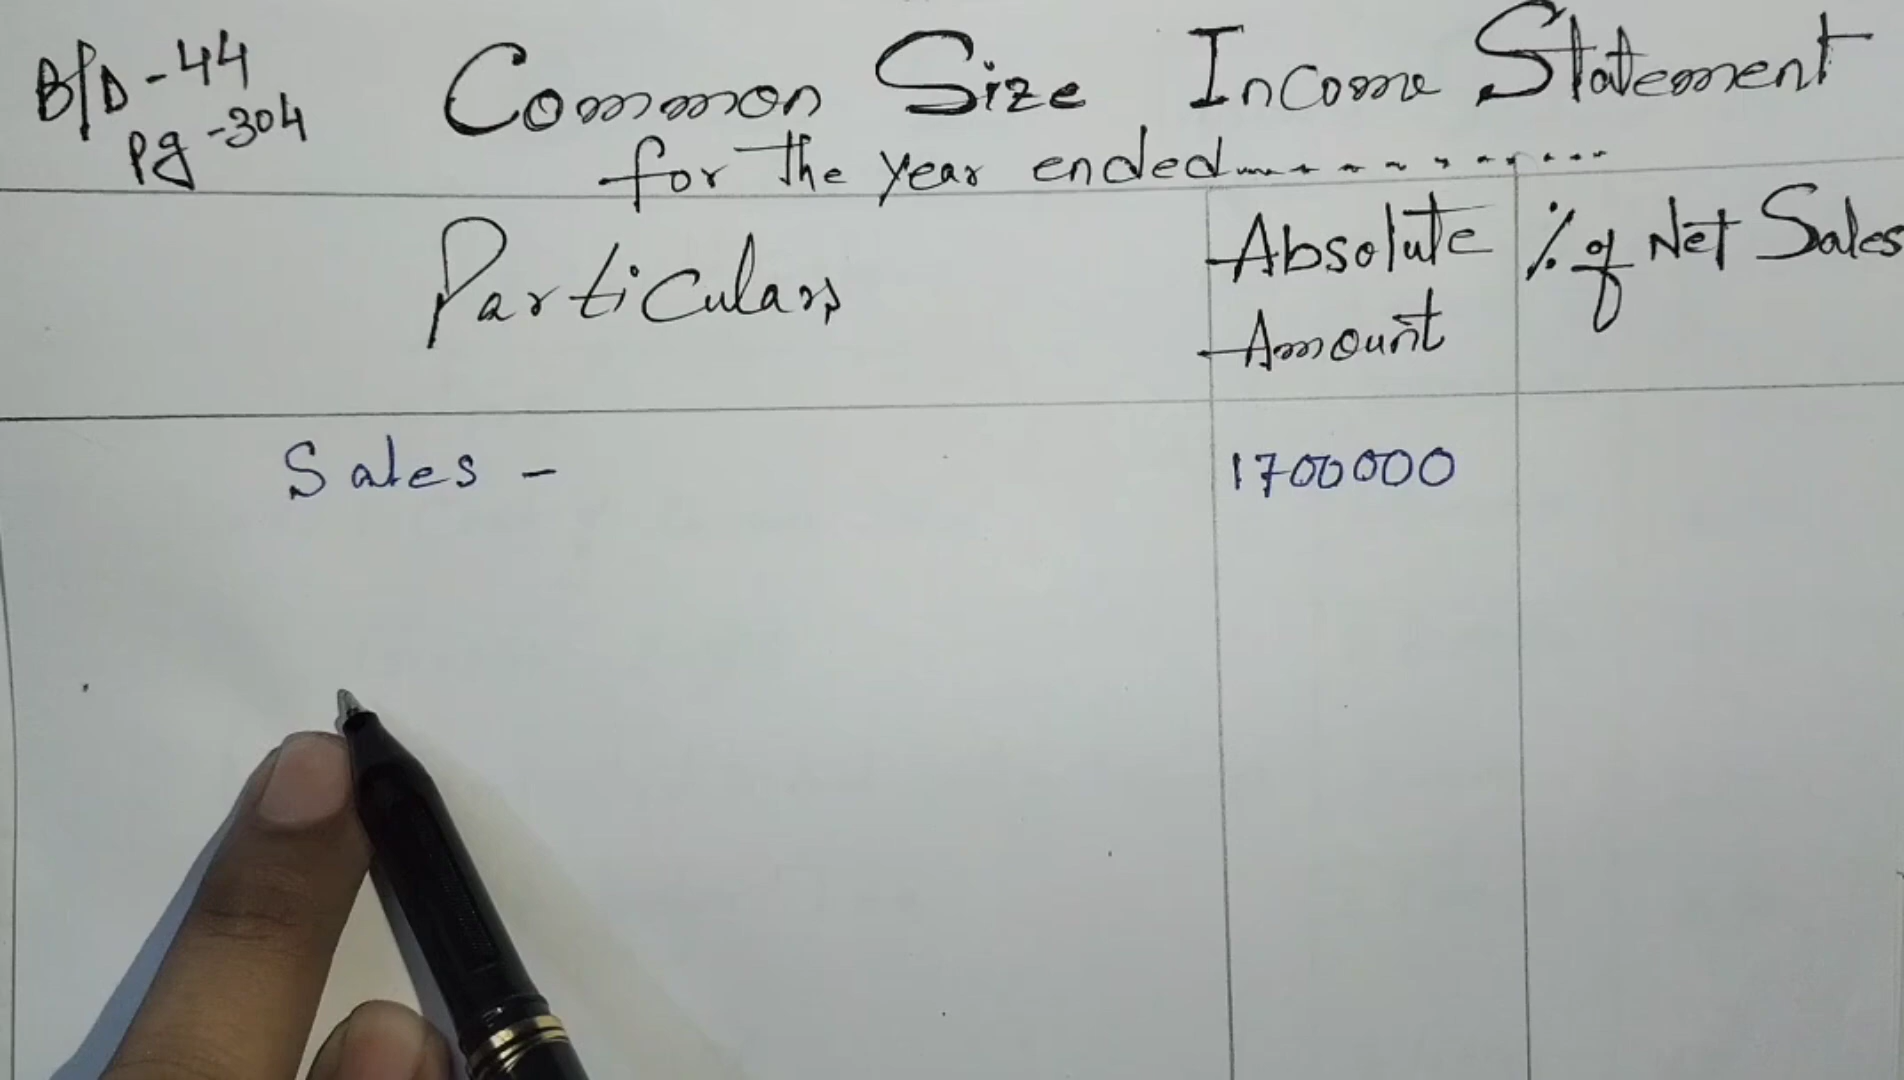 B/D-44
Pg-304
Common Size Income Statement
for the year ended............
Particulars
Absolute Amount
% of Net Sales
Sales -
1700000